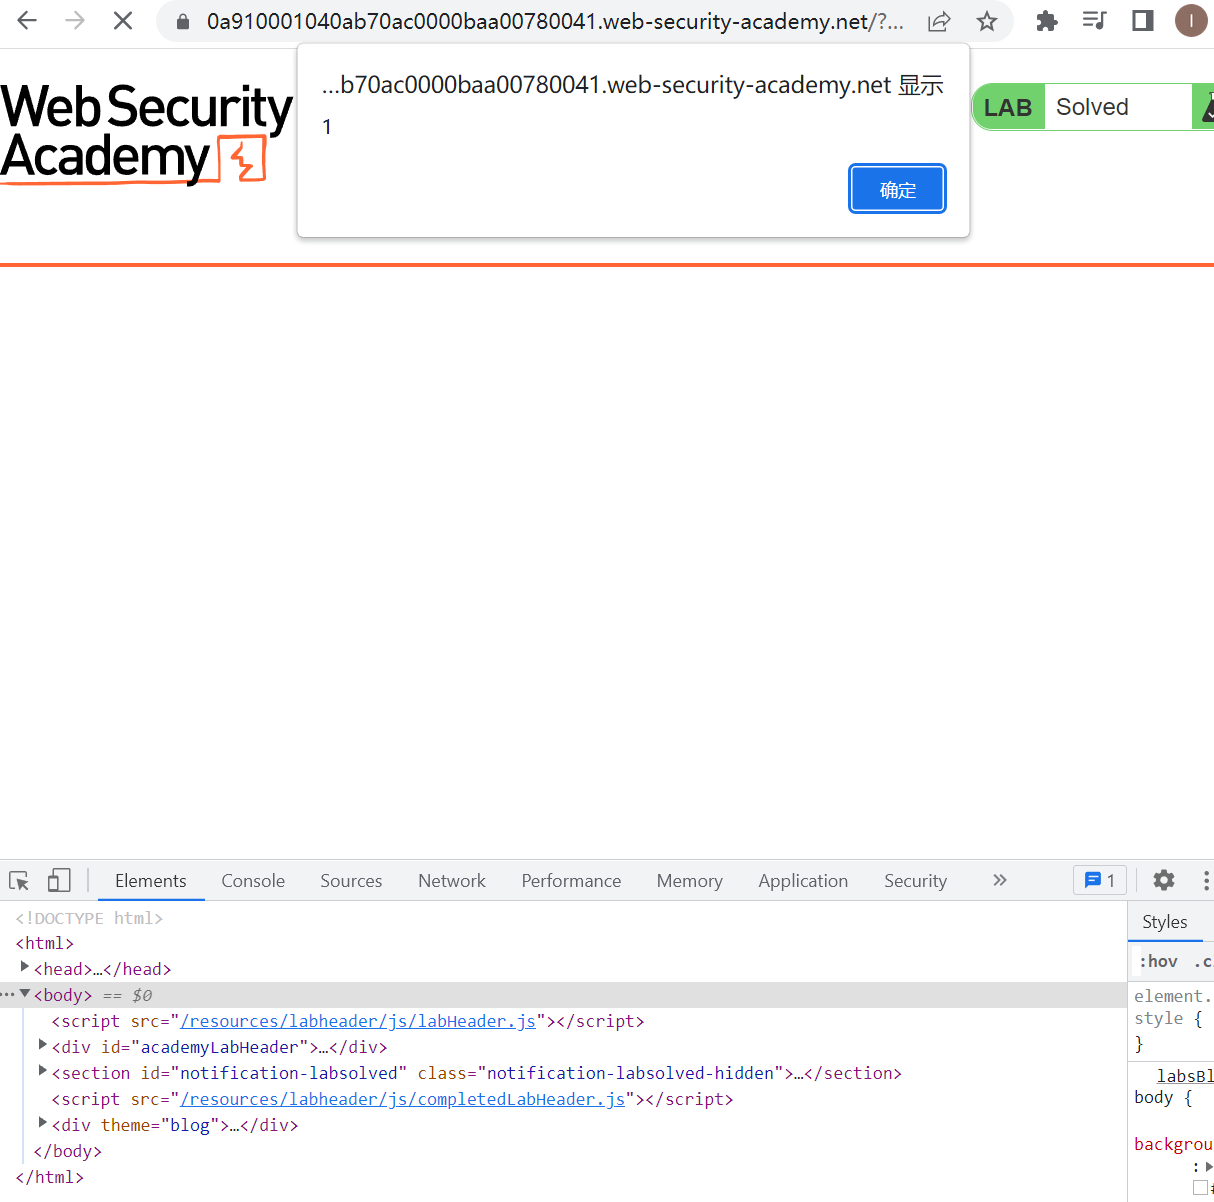 0a910001040ab70ac0000baa00780041.web-security-academy.net/?...
I
...b70ac0000baa00780041.web-security-academy.net 显示
1
确定
Web Security
Academy
LAB Solved
Elements Console Sources Network Performance Memory Application Security 1
<!DOCTYPE html>
<html>
<head>…</head>
<body> == $0
<script src="/resources/labheader/js/labHeader.js"></script>
<div id="academyLabHeader">…</div>
<section id="notification-labsolved" class="notification-labsolved-hidden">…</section>
<script src="/resources/labheader/js/completedLabHeader.js"></script>
<div theme="blog">…</div>
</body>
</html>
Styles
:hov .c
element.
style {
}
labsBl
body {
backgrou
: